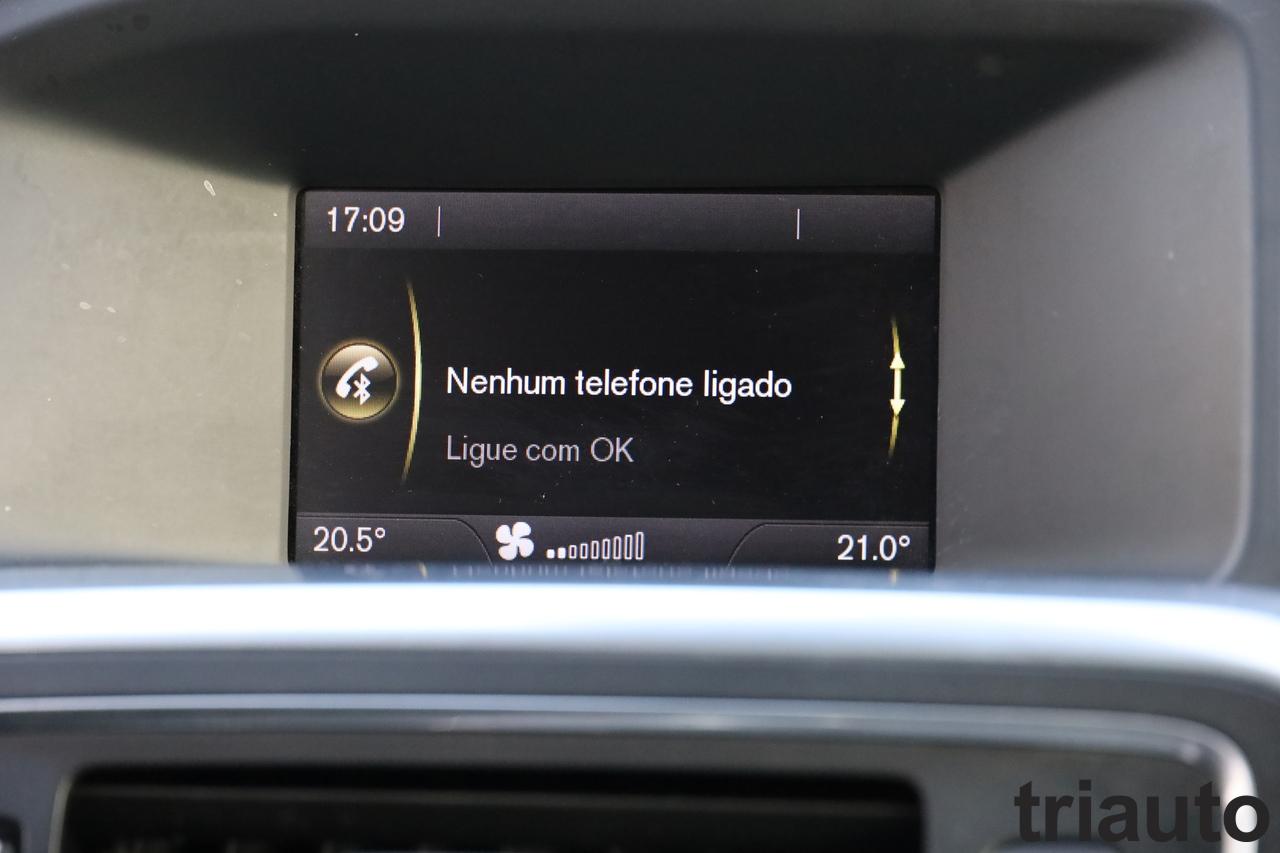 17:09
Nenhum telefone ligado
Ligue com OK
20.5° 21.0°
triauto